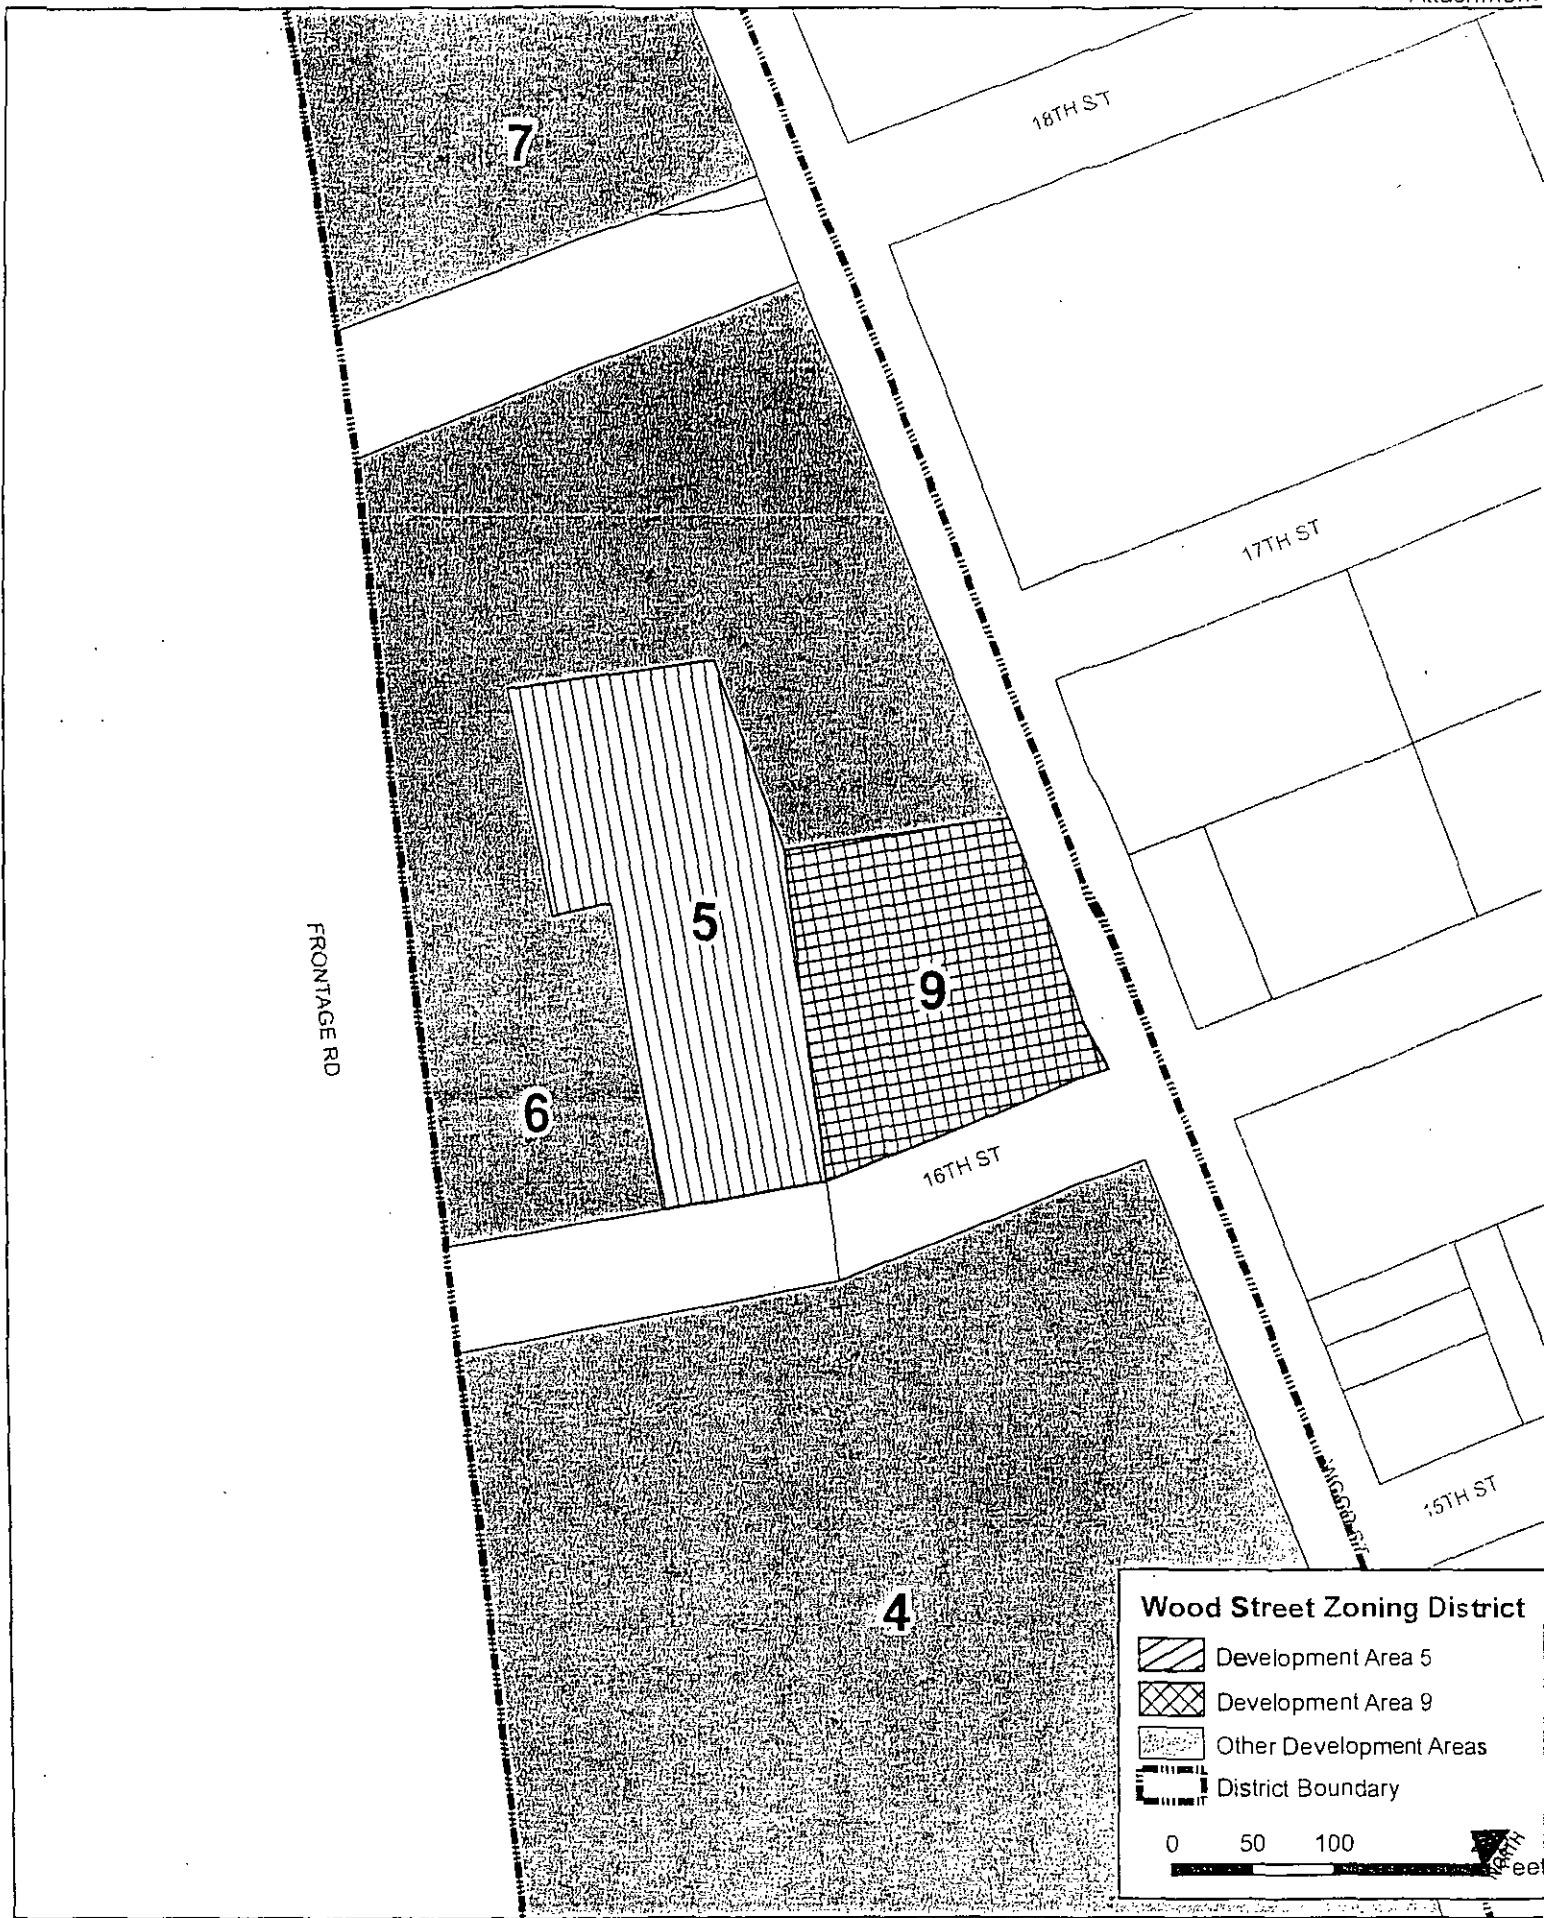 7
18TH ST
17TH ST
5
9
FRONTAGE RD
6
16TH ST
4
15TH ST
Wood Street Zoning District
Development Area 5
Development Area 9
Other Development Areas
District Boundary
0 50 100
NORTH